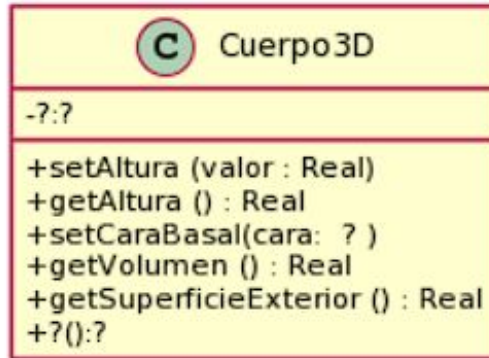 C Cuerpo3D
-?:?
+setAltura (valor : Real)
+getAltura () : Real
+setCaraBasal(cara: ? )
+getVolumen () : Real
+getSuperficieExterior () : Real
+?():?